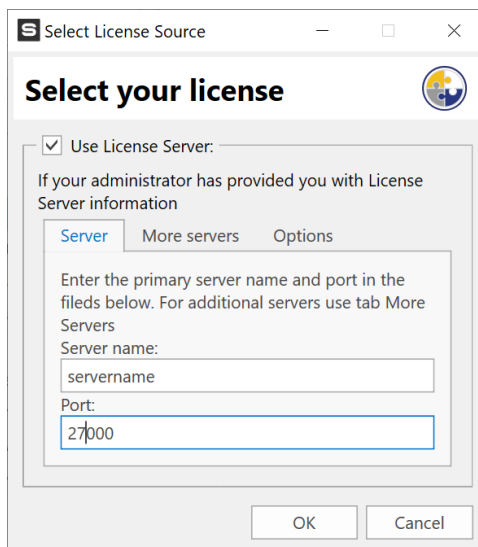 S Select License Source
Select your license
Use License Server:
If your administrator has provided you with License
Server information
Server More servers Options
Enter the primary server name and port in the
fileds below. For additional servers use tab More
Servers
Server name:
servername
Port:
27000
OK Cancel